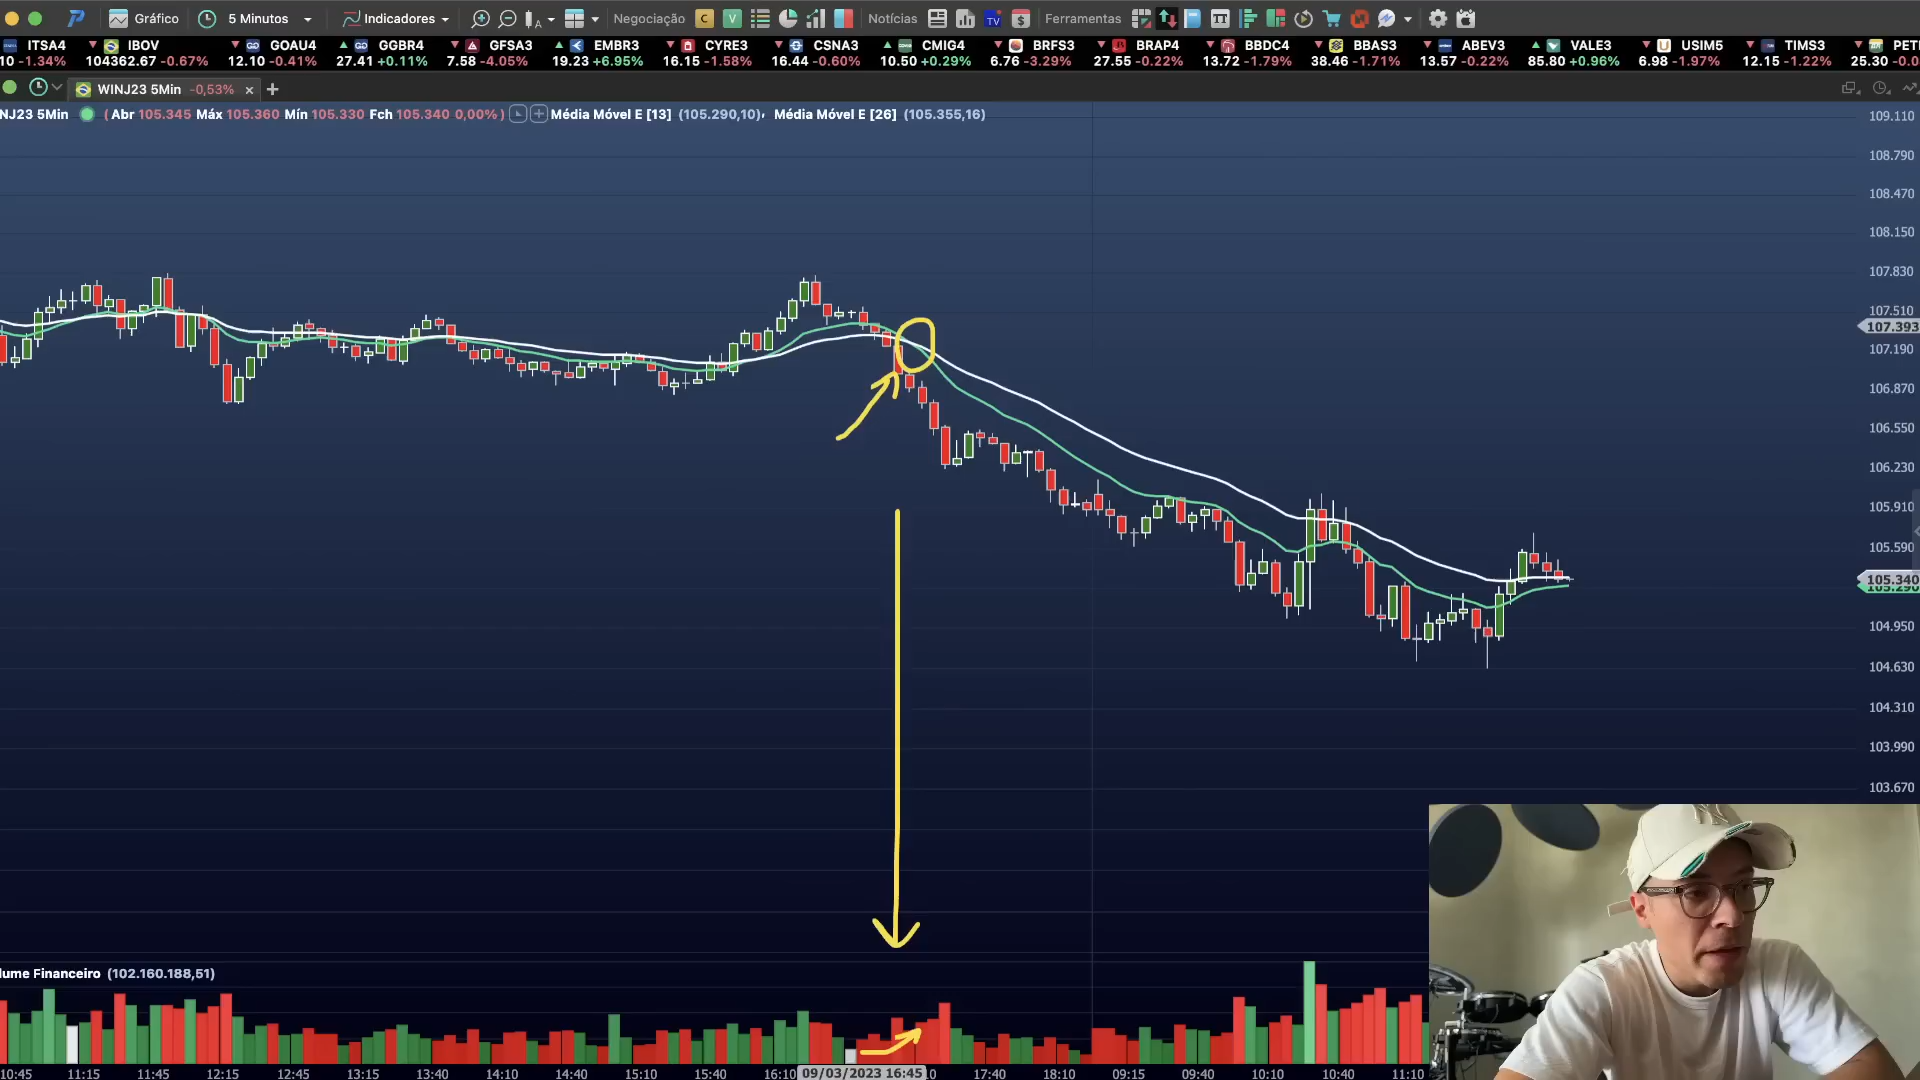 Gráfico 5 Minutos Indicadores A Negociação C V Notícias TV $ Ferramentas TT
ITSA4 IBOV GOAU4 GGBR4 GFSA3 EMBR3 CYRE3 CSNA3 CMIG4 BRFS3 BRAP4 BBDC4 BBAS3 ABEV3 VALE3 USIM5 TIMS3 PET
10 -1.34% 104362.67 -0.67% 12.10 -0.41% 27.41 +0.11% 7.58 -4.05% 19.23 +6.95% 16.15 -1.58% 16.44 -0.60% 10.50 +0.29% 6.76 -3.29% 27.55 -0.22% 13.72 -1.79% 38.46 -1.71% 13.57 -0.22% 85.80 +0.96% 6.98 -1.97% 12.15 -1.22% 25.30 -0.0
WINJ23 5Min -0,53% × +
NJ23 5Min ( Abr 105.345 Máx 105.360 Mín 105.330 Fch 105.340 0,00% ) Média Móvel E [13] (105.290,10) Média Móvel E [26] (105.355,16)
109.110
108.790
108.470
108.150
107.830
107.510
107.393
107.190
106.870
106.550
106.230
105.910
105.590
105.340
105.290
104.950
104.630
104.310
103.990
103.670
lume Financeiro (102.160.188,51)
10:45 11:15 11:45 12:15 12:45 13:15 13:40 14:10 14:40 15:10 15:40 16:10 09/03/2023 16:45 10 17:40 18:10 09:15 09:40 10:10 10:40 11:10